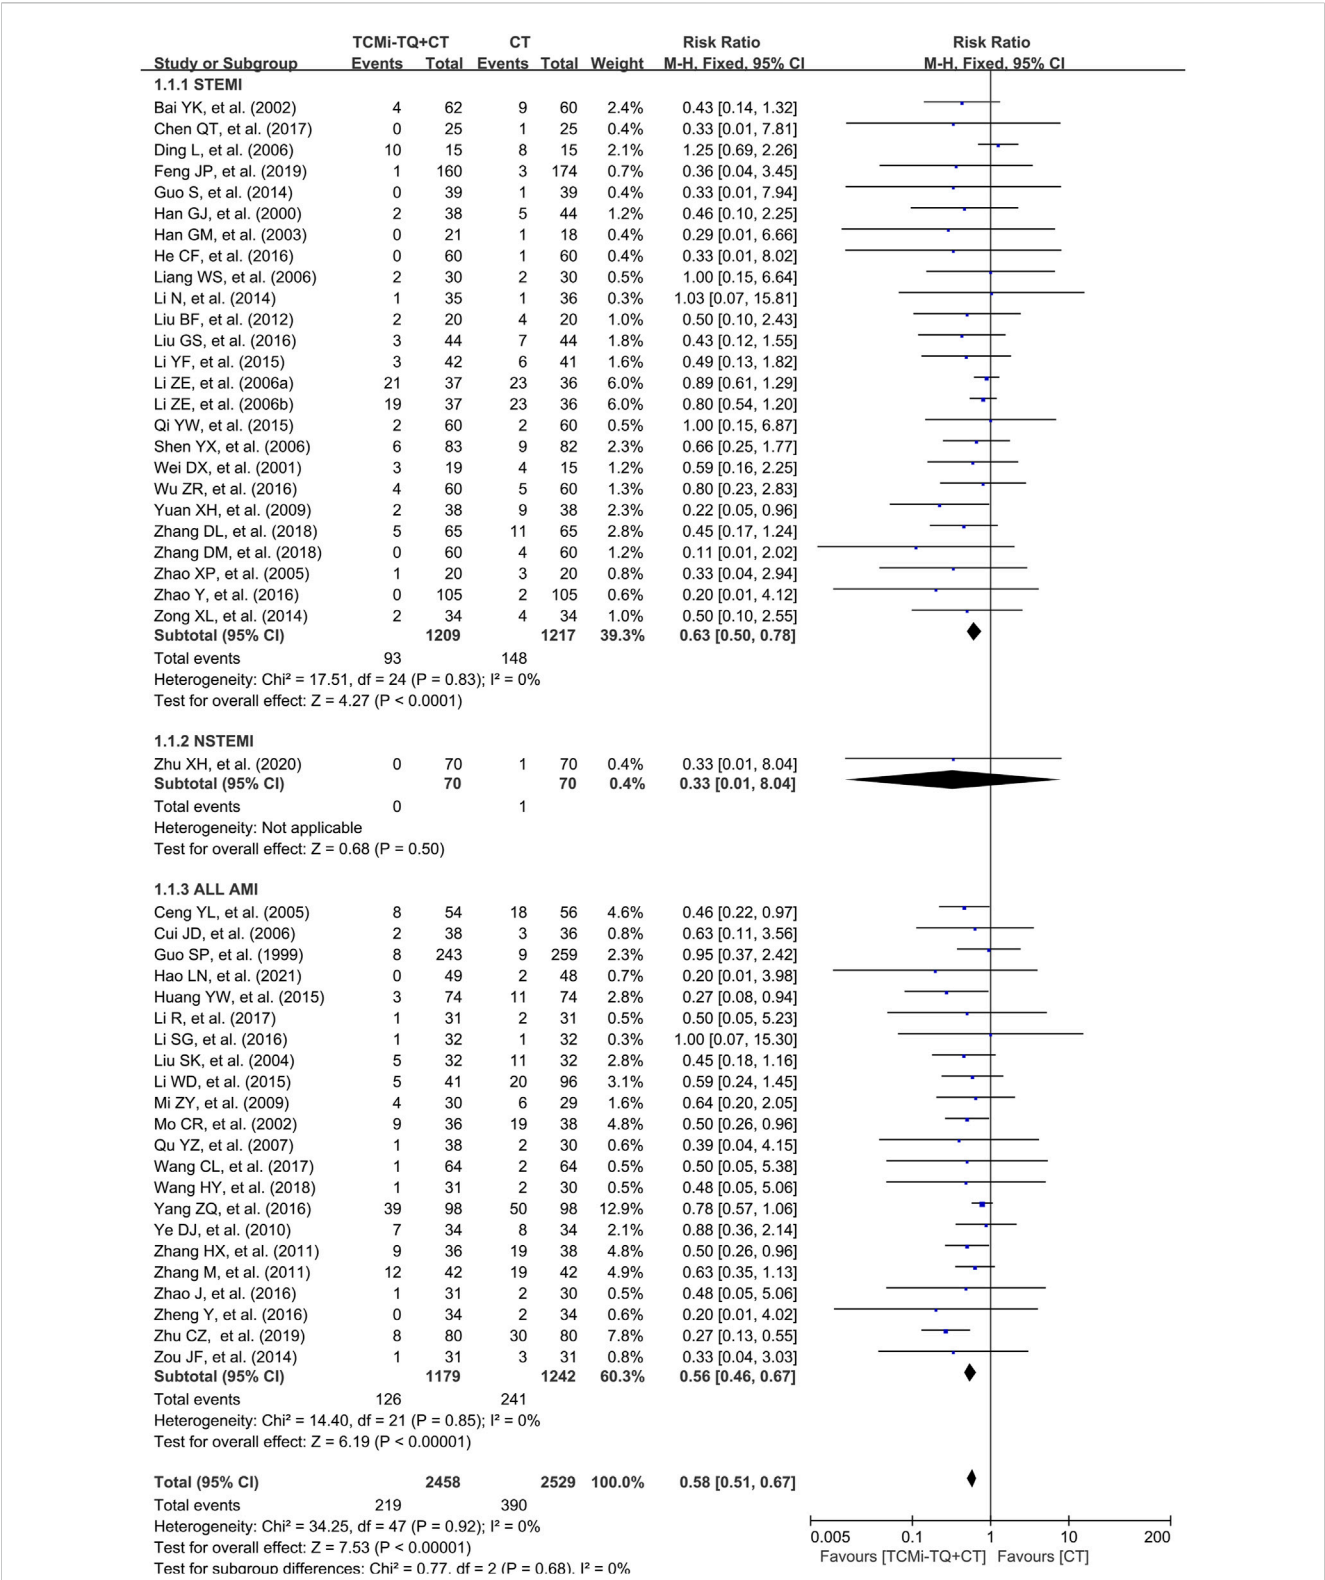 TCMi-TQ+CT CT Risk Ratio Risk Ratio
Study or Subgroup Events Total Events Total Weight M-H, Fixed, 95% CI M-H, Fixed, 95% CI
1.1.1 STEMI
Bai YK, et al. (2002) 4 62 9 60 2.4% 0.43 [0.14, 1.32]
Chen QT, et al. (2017) 0 25 1 25 0.4% 0.33 [0.01, 7.81]
Ding L, et al. (2006) 10 15 8 15 2.1% 1.25 [0.69, 2.26]
Feng JP, et al. (2019) 1 160 3 174 0.7% 0.36 [0.04, 3.45]
Guo S, et al. (2014) 0 39 1 39 0.4% 0.33 [0.01, 7.94]
Han GJ, et al. (2000) 2 38 5 44 1.2% 0.46 [0.10, 2.25]
Han GM, et al. (2003) 0 21 1 18 0.4% 0.29 [0.01, 6.66]
He CF, et al. (2016) 0 60 1 60 0.4% 0.33 [0.01, 8.02]
Liang WS, et al. (2006) 2 30 2 30 0.5% 1.00 [0.15, 6.64]
Li N, et al. (2014) 1 35 1 36 0.3% 1.03 [0.07, 15.81]
Liu BF, et al. (2012) 2 20 4 20 1.0% 0.50 [0.10, 2.43]
Liu GS, et al. (2016) 3 44 7 44 1.8% 0.43 [0.12, 1.55]
Li YF, et al. (2015) 3 42 6 41 1.6% 0.49 [0.13, 1.82]
Li ZE, et al. (2006a) 21 37 23 36 6.0% 0.89 [0.61, 1.29]
Li ZE, et al. (2006b) 19 37 23 36 6.0% 0.80 [0.54, 1.20]
Qi YW, et al. (2015) 2 60 2 60 0.5% 1.00 [0.15, 6.87]
Shen YX, et al. (2006) 6 83 9 82 2.3% 0.66 [0.25, 1.77]
Wei DX, et al. (2001) 3 19 4 15 1.2% 0.59 [0.16, 2.25]
Wu ZR, et al. (2016) 4 60 5 60 1.3% 0.80 [0.23, 2.83]
Yuan XH, et al. (2009) 2 38 9 38 2.3% 0.22 [0.05, 0.96]
Zhang DL, et al. (2018) 5 65 11 65 2.8% 0.45 [0.17, 1.24]
Zhang DM, et al. (2018) 0 60 4 60 1.2% 0.11 [0.01, 2.02]
Zhao XP, et al. (2005) 1 20 3 20 0.8% 0.33 [0.04, 2.94]
Zhao Y, et al. (2016) 0 105 2 105 0.6% 0.20 [0.01, 4.12]
Zong XL, et al. (2014) 2 34 4 34 1.0% 0.50 [0.10, 2.55]
Subtotal (95% CI) 1209 1217 39.3% 0.63 [0.50, 0.78]
Total events 93 148
Heterogeneity: Chi² = 17.51, df = 24 (P = 0.83); I² = 0%
Test for overall effect: Z = 4.27 (P < 0.0001)
1.1.2 NSTEMI
Zhu XH, et al. (2020) 0 70 1 70 0.4% 0.33 [0.01, 8.04]
Subtotal (95% CI) 70 70 0.4% 0.33 [0.01, 8.04]
Total events 0 1
Heterogeneity: Not applicable
Test for overall effect: Z = 0.68 (P = 0.50)
1.1.3 ALL AMI
Ceng YL, et al. (2005) 8 54 18 56 4.6% 0.46 [0.22, 0.97]
Cui JD, et al. (2006) 2 38 3 36 0.8% 0.63 [0.11, 3.56]
Guo SP, et al. (1999) 8 243 9 259 2.3% 0.95 [0.37, 2.42]
Hao LN, et al. (2021) 0 49 2 48 0.7% 0.20 [0.01, 3.98]
Huang YW, et al. (2015) 3 74 11 74 2.8% 0.27 [0.08, 0.94]
Li R, et al. (2017) 1 31 2 31 0.5% 0.50 [0.05, 5.23]
Li SG, et al. (2016) 1 32 1 32 0.3% 1.00 [0.07, 15.30]
Liu SK, et al. (2004) 5 32 11 32 2.8% 0.45 [0.18, 1.16]
Li WD, et al. (2015) 5 41 20 96 3.1% 0.59 [0.24, 1.45]
Mi ZY, et al. (2009) 4 30 6 29 1.6% 0.64 [0.20, 2.05]
Mo CR, et al. (2002) 9 36 19 38 4.8% 0.50 [0.26, 0.96]
Qu YZ, et al. (2007) 1 38 2 30 0.6% 0.39 [0.04, 4.15]
Wang CL, et al. (2017) 1 64 2 64 0.5% 0.50 [0.05, 5.38]
Wang HY, et al. (2018) 1 31 2 30 0.5% 0.48 [0.05, 5.06]
Yang ZQ, et al. (2016) 39 98 50 98 12.9% 0.78 [0.57, 1.06]
Ye DJ, et al. (2010) 7 34 8 34 2.1% 0.88 [0.36, 2.14]
Zhang HX, et al. (2011) 9 36 19 38 4.8% 0.50 [0.26, 0.96]
Zhang M, et al. (2011) 12 42 19 42 4.9% 0.63 [0.35, 1.13]
Zhao J, et al. (2016) 1 31 2 30 0.5% 0.48 [0.05, 5.06]
Zheng Y, et al. (2016) 0 34 2 34 0.6% 0.20 [0.01, 4.02]
Zhu CZ, et al. (2019) 8 80 30 80 7.8% 0.27 [0.13, 0.55]
Zou JF, et al. (2014) 1 31 3 31 0.8% 0.33 [0.04, 3.03]
Subtotal (95% CI) 1179 1242 60.3% 0.56 [0.46, 0.67]
Total events 126 241
Heterogeneity: Chi² = 14.40, df = 21 (P = 0.85); I² = 0%
Test for overall effect: Z = 6.19 (P < 0.00001)
Total (95% CI) 2458 2529 100.0% 0.58 [0.51, 0.67]
Total events 219 390
Heterogeneity: Chi² = 34.25, df = 47 (P = 0.92); I² = 0%
Test for overall effect: Z = 7.53 (P < 0.00001)
Test for subgroup differences: Chi² = 0.77, df = 2 (P = 0.68), I² = 0%
0.005 0.1 1 10 200
Favours [TCMi-TQ+CT] Favours [CT]